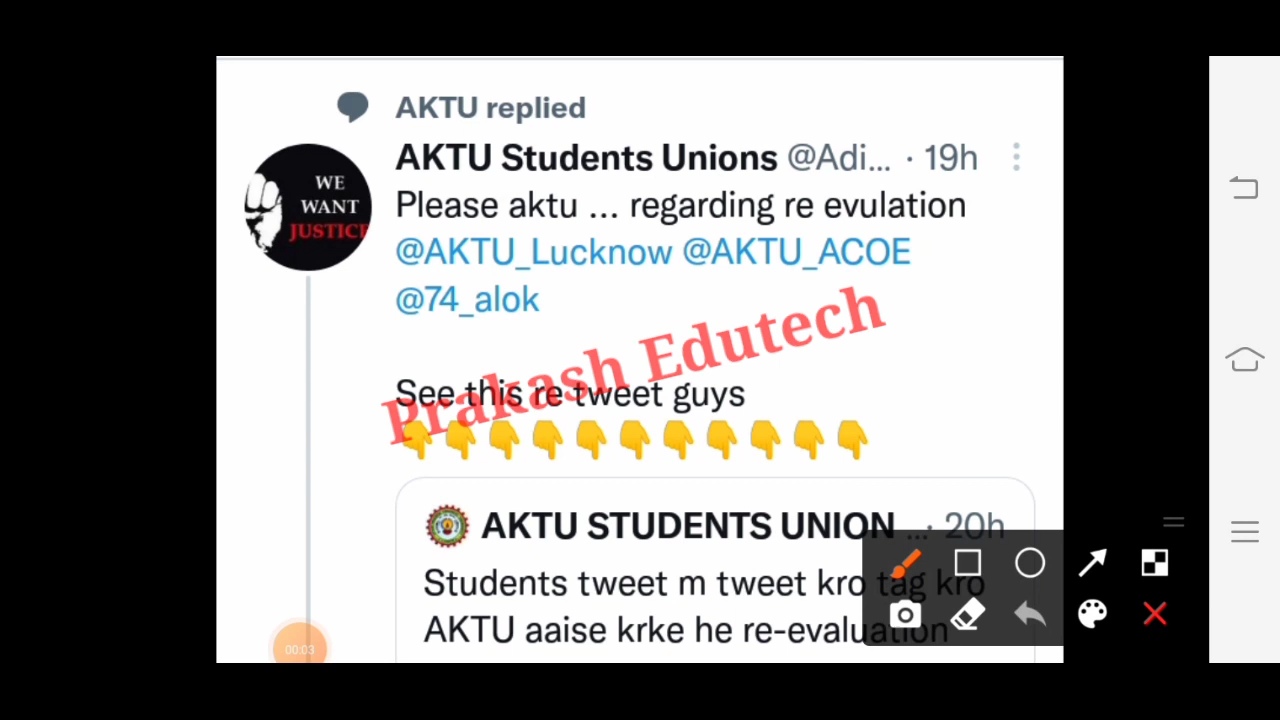 AKTU replied
AKTU Students Unions @Adi... · 19h
WE
WANT
JUSTICE
Please aktu ... regarding re evulation
@AKTU_Lucknow @AKTU_ACOE
@74_alok
Prakash Edutech
See this re tweet guys
👇👇👇👇👇👇👇👇👇👇👇
AKTU STUDENTS UNION ... · 20h
Students tweet m tweet kro tag kro
AKTU aaise krke he re-evaluation
00:03